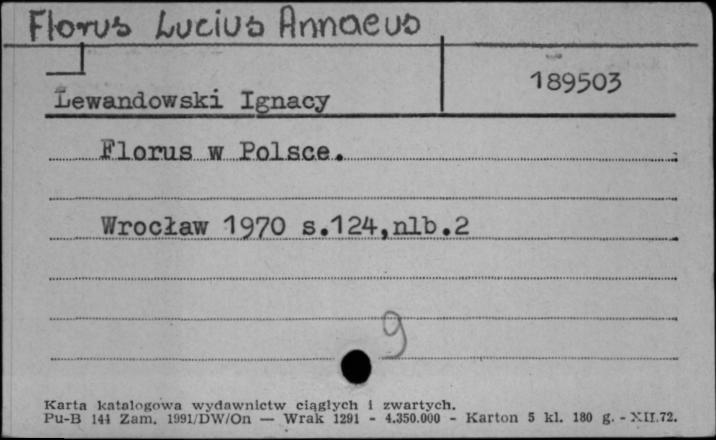 Florus Lucius Annaeus
189503
Lewandowski Ignacy
Florus w Polsce.
Wrocław 1970 s.124,nlb.2
9
Karta katalogowa wydawnictw ciągłych i zwartych.
Pu-B 144 Zam. 1991/DW/On — Wrak 1291 - 4.350.000 - Karton 5 kl. 180 g. - XII.72.